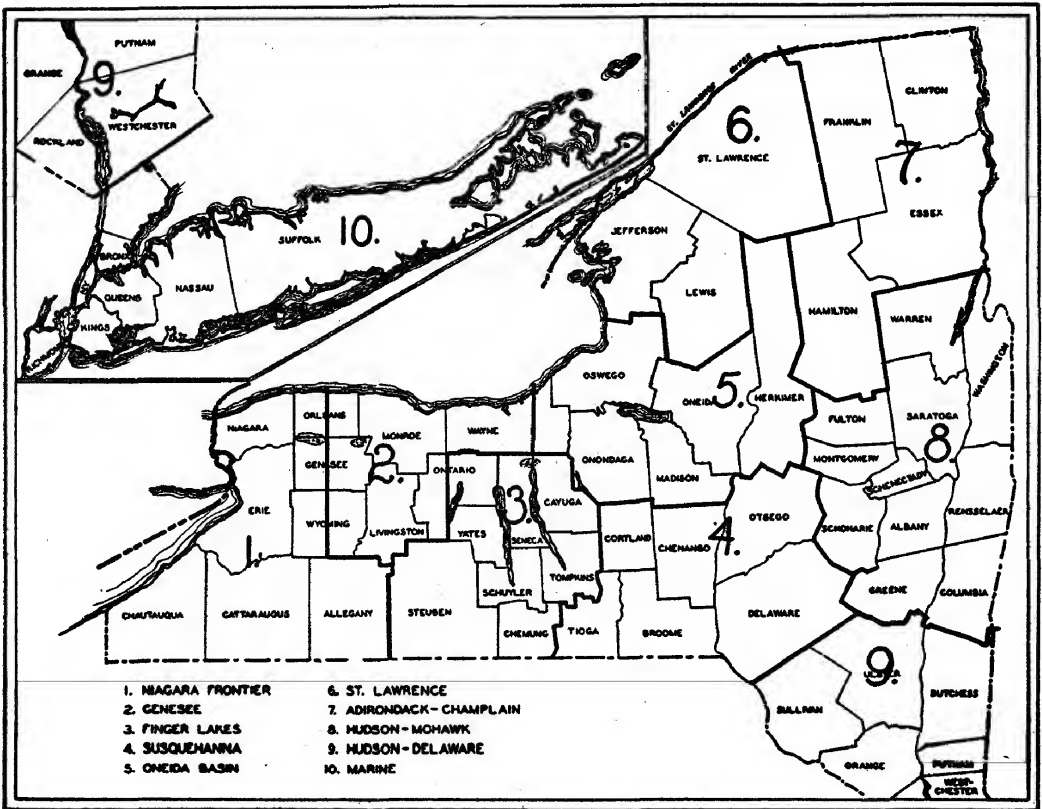 PUTNAM
ORANGE
9.
WESTCHESTER
ROCKLAND
SUFFOLK
10.
BRONX
NASSAU
QUEENS
KINGS
RICHMOND
ST. LAWRENCE RIVER
6.
ST. LAWRENCE
FRANKLIN
CLINTON
7.
ESSEX
JEFFERSON
LEWIS
HAMILTON
WARREN
WASHINGTON
OSWEGO
ONEIDA
5.
HERKIMER
FULTON
SARATOGA
8.
MONTGOMERY
SCHENECTADY
NIAGARA
ORLEANS
MONROE
WAYNE
GENESEE
2.
ONTARIO
ONONDAGA
MADISON
3.
CAYUGA
ERIE
WYOMING
LIVINGSTON
YATES
SENECA
CORTLAND
CHENANGO
4.
OTSEGO
SCHOHARIE
ALBANY
RENSSELAER
1
SCHUYLER
TOMPKINS
CHAUTAUQUA
CATTARAUGUS
ALLEGANY
STEUBEN
CHEMUNG
TIOGA
BROOME
DELAWARE
GREENE
COLUMBIA
9.
SULLIVAN
DUTCHESS
ORANGE
PUTNAM
WEST-
CHESTER
1. NIAGARA FRONTIER
2. GENESEE
3. FINGER LAKES
4. SUSQUEHANNA
5. ONEIDA BASIN
6. ST. LAWRENCE
7. ADIRONDACK-CHAMPLAIN
8. HUDSON-MOHAWK
9. HUDSON-DELAWARE
10. MARINE